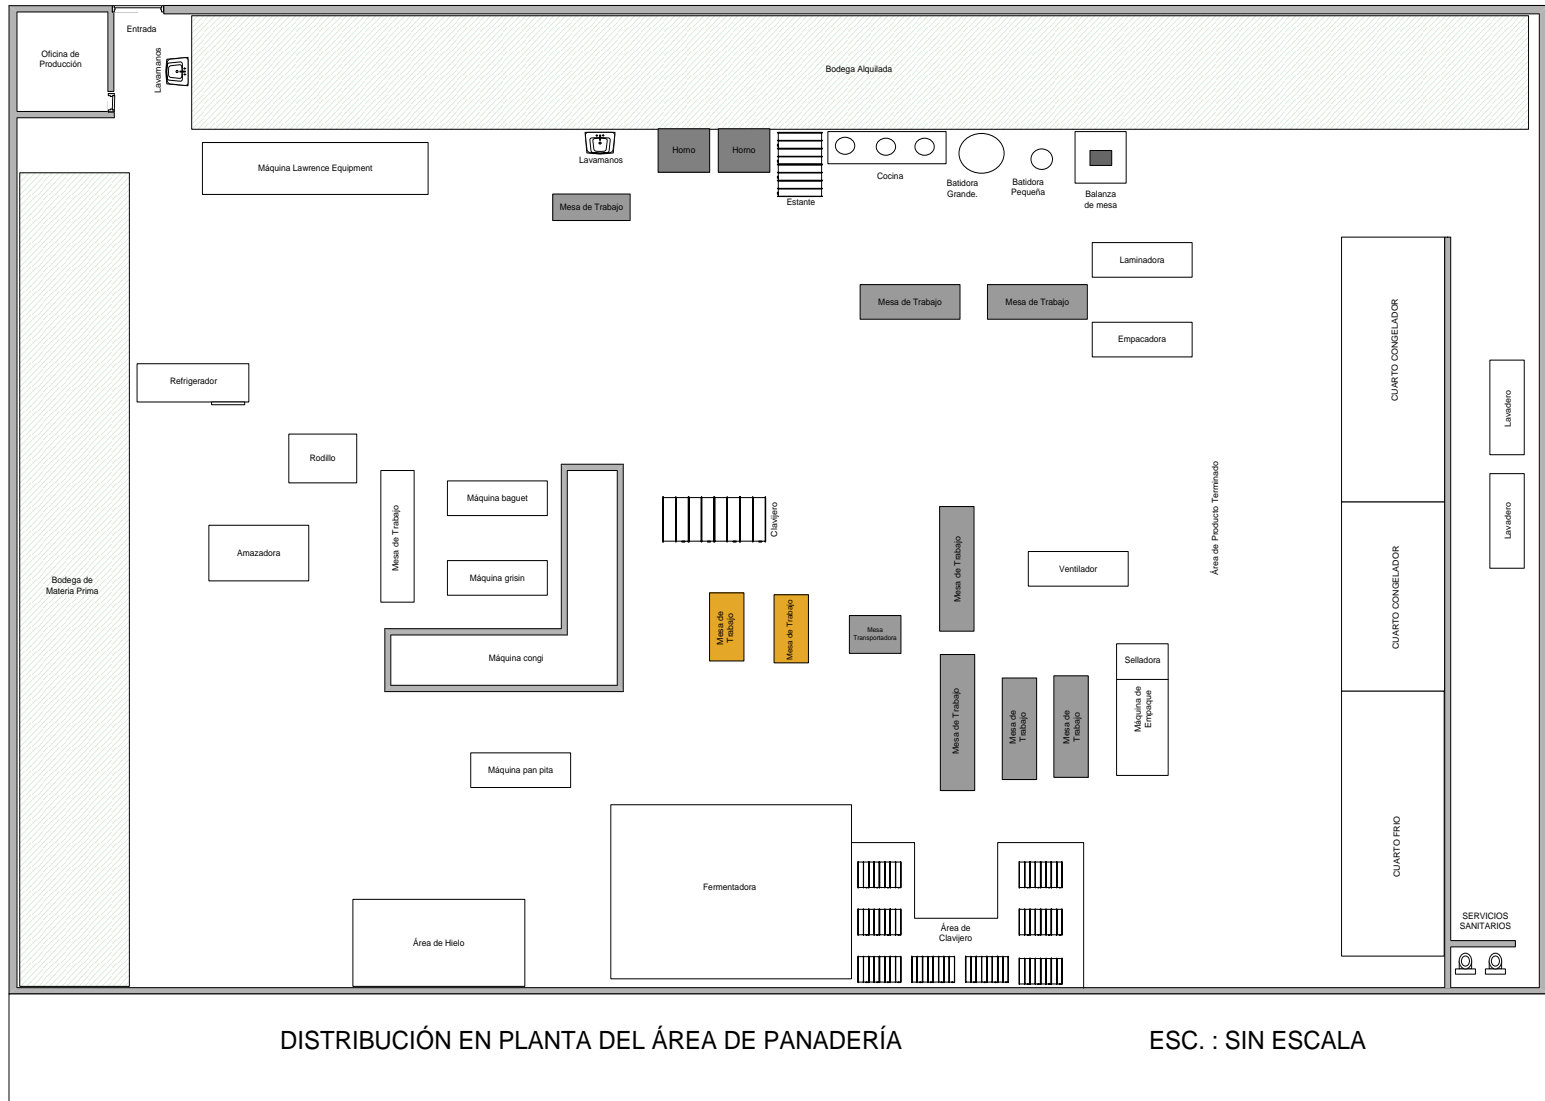 Entrada
Oficina de
Producción
Lavamanos
Bodega Alquilada
Máquina Lawrence Equipment
Lavamanos
Horno
Horno
Estante
Cocina
Batidora
Grande.
Batidora
Pequeña
Balanza
de mesa
Mesa de Trabajo
Laminadora
Mesa de Trabajo
Mesa de Trabajo
Empacadora
Refrigerador
CUARTO CONGELADOR
Lavadero
Rodillo
Mesa de Trabajo
Máquina baguet
Clavijero
Área de Producto Terminado
Lavadero
Amazadora
Máquina grisin
Mesa de Trabajo
Ventilador
CUARTO CONGELADOR
Bodega de
Materia Prima
Mesa de
Trabajo
Mesa de Trabajo
Mesa
Transportadora
Máquina congi
Selladora
Máquina de
Empaque
Mesa de Trabajo
Mesa de
Trabajo
Mesa de
Trabajo
Máquina pan pita
CUARTO FRIO
Fermentadora
Área de Hielo
Área de
Clavijero
SERVICIOS
SANITARIOS
DISTRIBUCIÓN EN PLANTA DEL ÁREA DE PANADERÍA
ESC. : SIN ESCALA